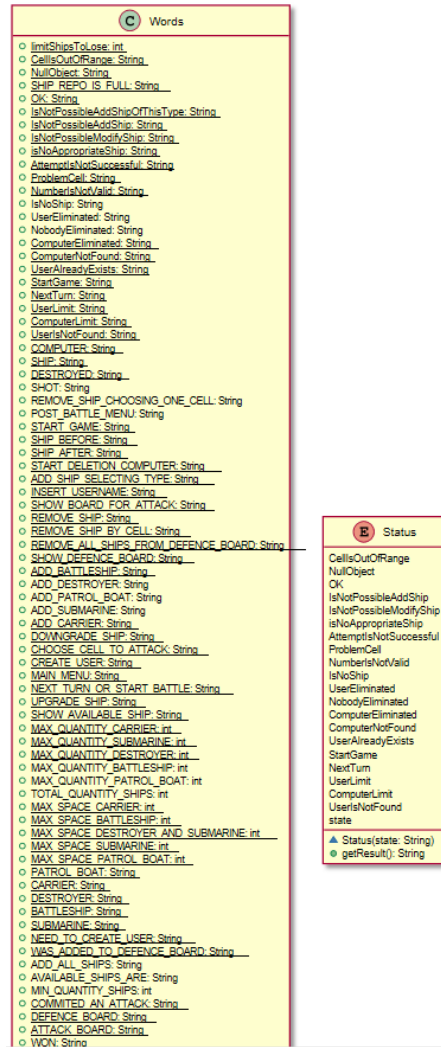 C Words
limitShipsToLose: int
CellIsOutOfRange: String
NullObject: String
SHIP_REPO_IS_FULL: String
OK: String
IsNotPossibleAddShipOfThisType: String
IsNotPossibleAddShip: String
IsNotPossibleModifyShip: String
isNoAppropriateShip: String
AttemptIsNotSuccessful: String
ProblemCell: String
NumberIsNotValid: String
IsNoShip: String
UserEliminated: String
NobodyEliminated: String
ComputerEliminated: String
ComputerNotFound: String
UserAlreadyExists: String
StartGame: String
NextTurn: String
UserLimit: String
ComputerLimit: String
UserIsNotFound: String
COMPUTER: String
SHIP: String
DESTROYED: String
SHOT: String
REMOVE_SHIP_CHOOSING_ONE_CELL: String
POST_BATTLE_MENU: String
START_GAME: String
SHIP_BEFORE: String
SHIP_AFTER: String
START_DELETION_COMPUTER: String
ADD_SHIP_SELECTING_TYPE: String
INSERT_USERNAME: String
SHOW_BOARD_FOR_ATTACK: String
REMOVE_SHIP: String
REMOVE_SHIP_BY_CELL: String
REMOVE_ALL_SHIPS_FROM_DEFENCE_BOARD: String
SHOW_DEFENCE_BOARD: String
ADD_BATTLESHIP: String
ADD_DESTROYER: String
ADD_PATROL_BOAT: String
ADD_SUBMARINE: String
ADD_CARRIER: String
DOWNGRADE_SHIP: String
CHOOSE_CELL_TO_ATTACK: String
CREATE_USER: String
MAIN_MENU: String
NEXT_TURN_OR_START_BATTLE: String
UPGRADE_SHIP: String
SHOW_AVAILABLE_SHIP: String
MAX_QUANTITY_CARRIER: int
MAX_QUANTITY_SUBMARINE: int
MAX_QUANTITY_DESTROYER: int
MAX_QUANTITY_BATTLESHIP: int
MAX_QUANTITY_PATROL_BOAT: int
TOTAL_QUANTITY_SHIPS: int
MAX_SPACE_CARRIER: int
MAX_SPACE_BATTLESHIP: int
MAX_SPACE_DESTROYER_AND_SUBMARINE: int
MAX_SPACE_SUBMARINE: int
MAX_SPACE_PATROL_BOAT: int
PATROL_BOAT: String
CARRIER: String
DESTROYER: String
BATTLESHIP: String
SUBMARINE: String
NEED_TO_CREATE_USER: String
WAS_ADDED_TO_DEFENCE_BOARD: String
ADD_ALL_SHIPS: String
AVAILABLE_SHIPS_ARE: String
MIN_QUANTITY_SHIPS: int
COMMITED_AN_ATTACK: String
DEFENCE_BOARD: String
ATTACK_BOARD: String
WON: String
E Status
CellIsOutOfRange
NullObject
OK
IsNotPossibleAddShip
IsNotPossibleModifyShip
isNoAppropriateShip
AttemptIsNotSuccessful
ProblemCell
NumberIsNotValid
IsNoShip
UserEliminated
NobodyEliminated
ComputerEliminated
ComputerNotFound
UserAlreadyExists
StartGame
NextTurn
UserLimit
ComputerLimit
UserIsNotFound
state
Status(state: String)
getResult(): String